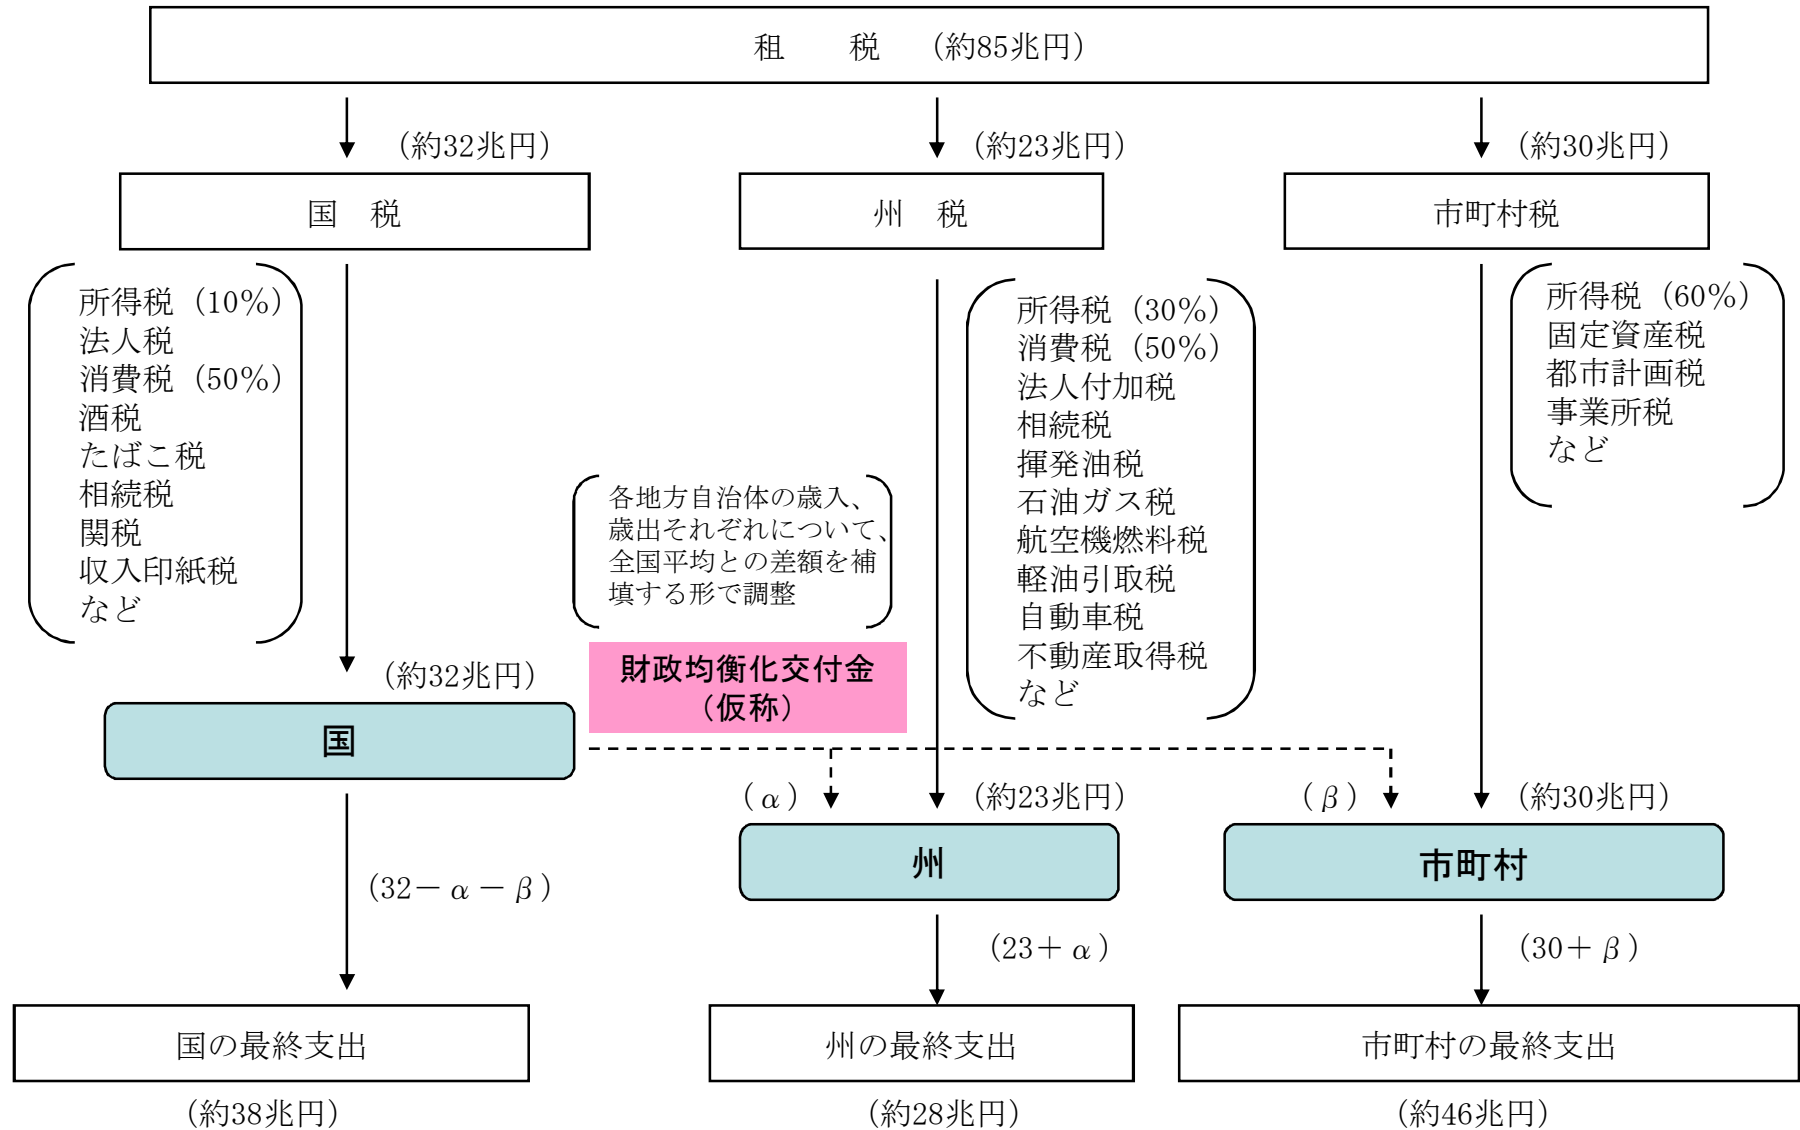 租　税　（約85兆円）
（約32兆円）
（約23兆円）
（約30兆円）
国　税
州　税
市町村税
所得税（10％）
法人税
消費税（50％）
酒税
たばこ税
相続税
関税
収入印紙税
など
所得税（30％）
消費税（50％）
法人付加税
相続税
揮発油税
石油ガス税
航空機燃料税
軽油引取税
自動車税
不動産取得税
など
所得税（60％）
固定資産税
都市計画税
事業所税
など
各地方自治体の歳入、
歳出それぞれについて、
全国平均との差額を補
填する形で調整
財政均衡化交付金
（仮称）
（約32兆円）
国
（α）
（約23兆円）
（β）
（約30兆円）
州
市町村
（32－α－β）
（23＋α）
（30＋β）
国の最終支出
州の最終支出
市町村の最終支出
（約38兆円）
（約28兆円）
（約46兆円）